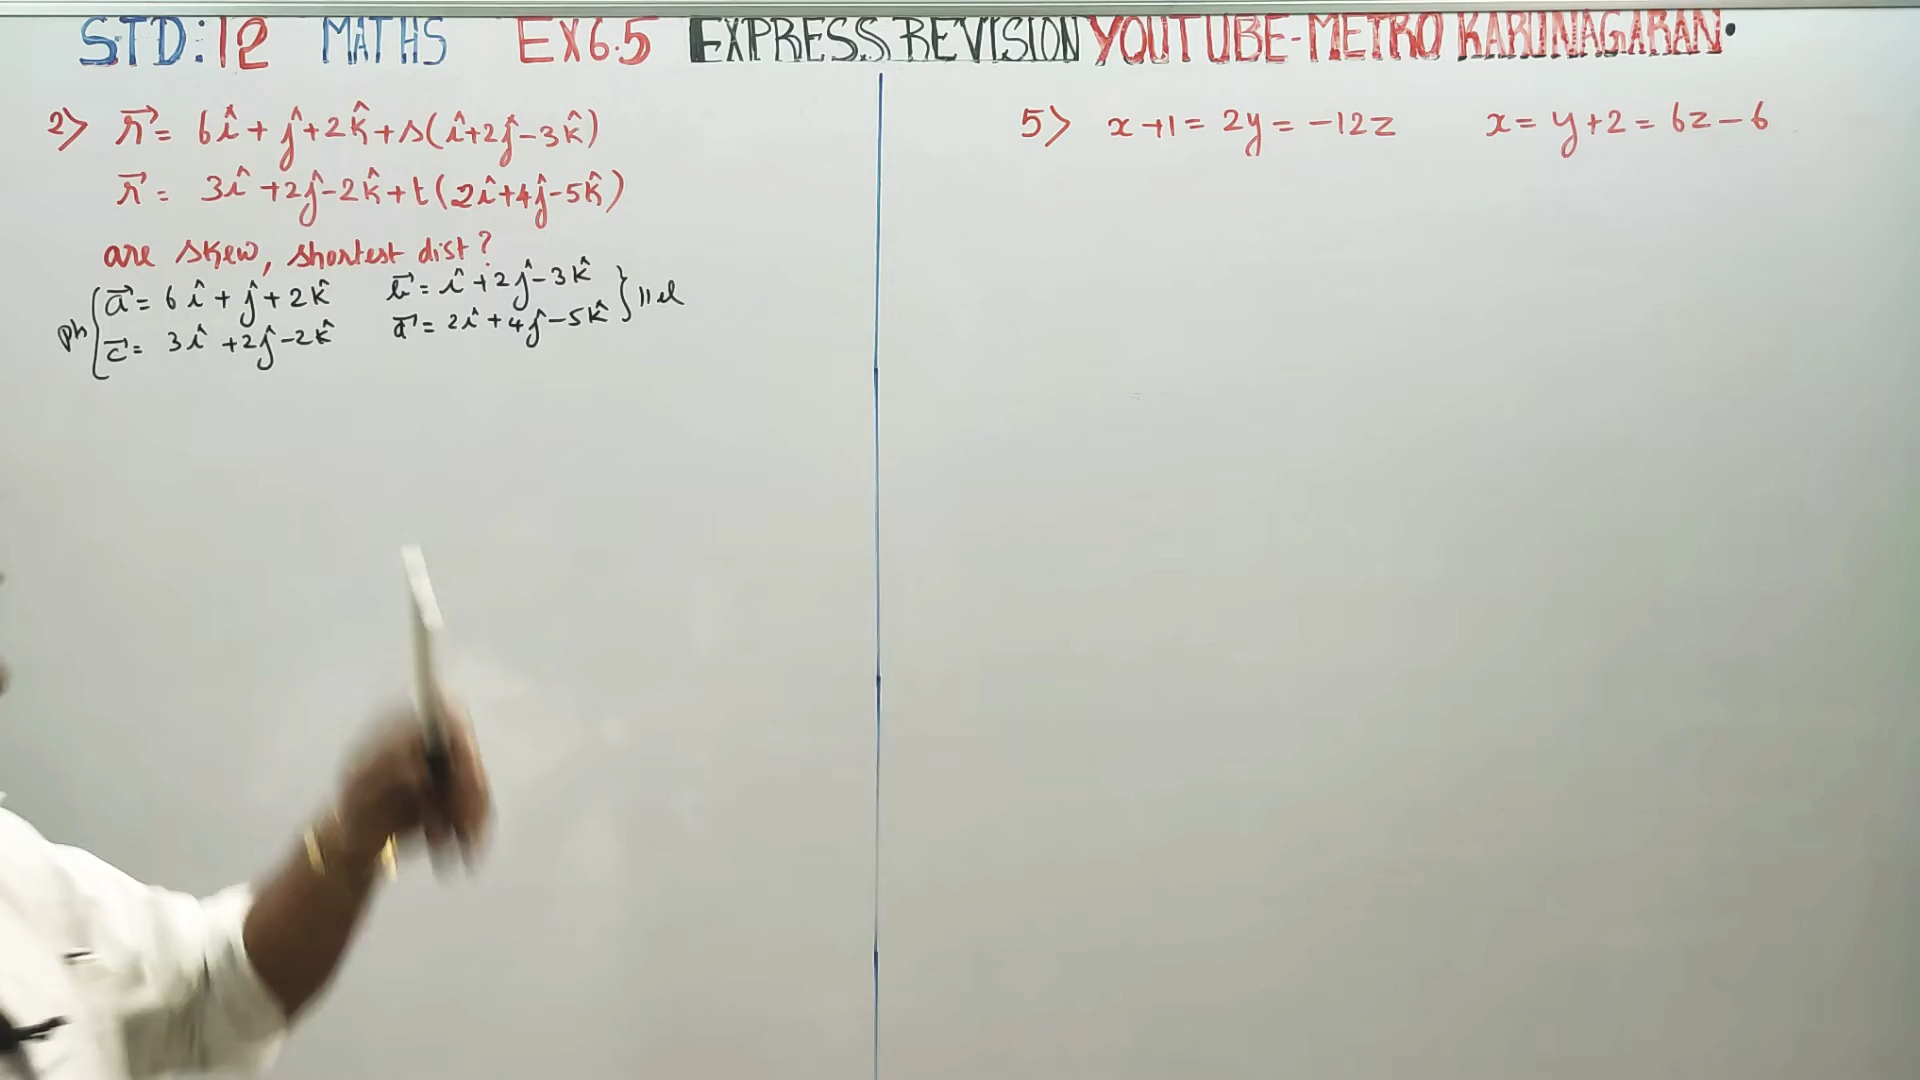 STD:12 MATHS EX6.5 EXPRESS REVISION YOUTUBE-METRO KARUNAGARAN.
2) r⃗ = 6î + ĵ + 2k̂ + s(î+2ĵ-3k̂)
r⃗ = 3î + 2ĵ - 2k̂ + t(2î+4ĵ-5k̂)
are skew, shortest dist?
a⃗ = 6î + ĵ + 2k̂ b⃗ = î + 2ĵ - 3k̂ } llel
pts { c⃗ = 3î + 2ĵ - 2k̂ d⃗ = 2î + 4ĵ - 5k̂
5) x+1 = 2y = -12z x = y+2 = 6z-6